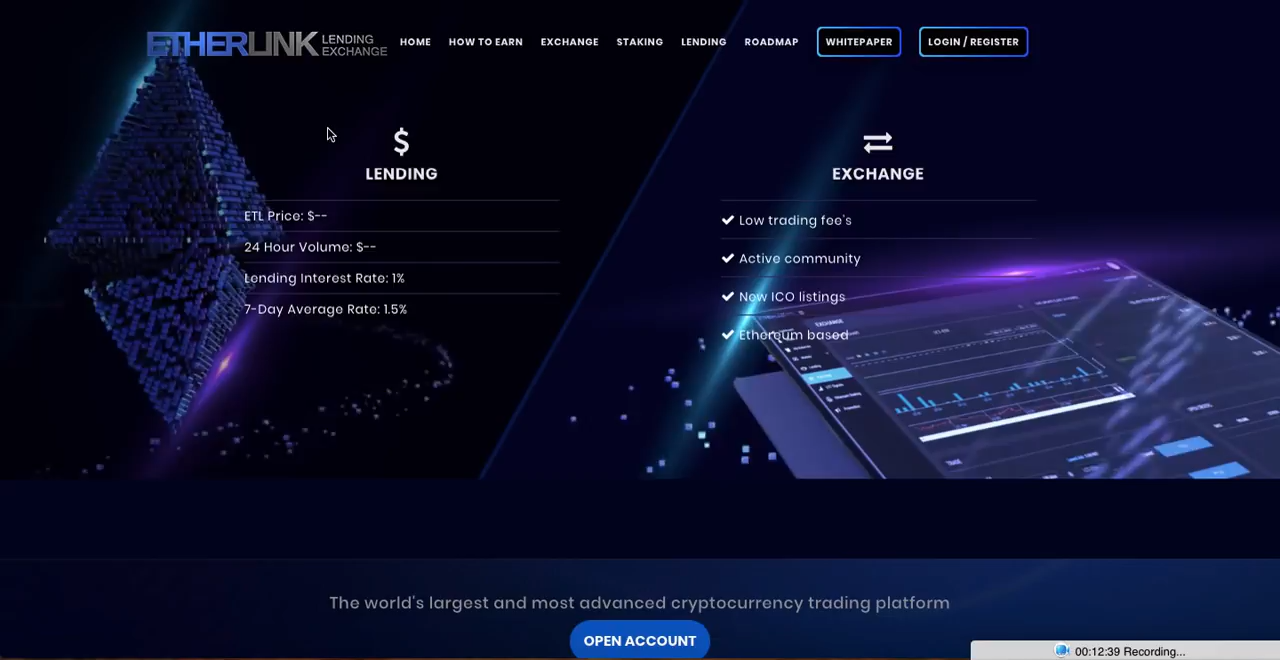 ETHERLINK LENDING EXCHANGE
HOME
HOW TO EARN
EXCHANGE
STAKING
LENDING
ROADMAP
WHITEPAPER
LOGIN / REGISTER
$
LENDING
ETL Price: $--
24 Hour Volume: $--
Lending Interest Rate: 1%
7-Day Average Rate: 1.5%
EXCHANGE
Low trading fee's
Active community
New ICO listings
Ethereum based
EXCHANGE
The world's largest and most advanced cryptocurrency trading platform
OPEN ACCOUNT
00:12:39 Recording...